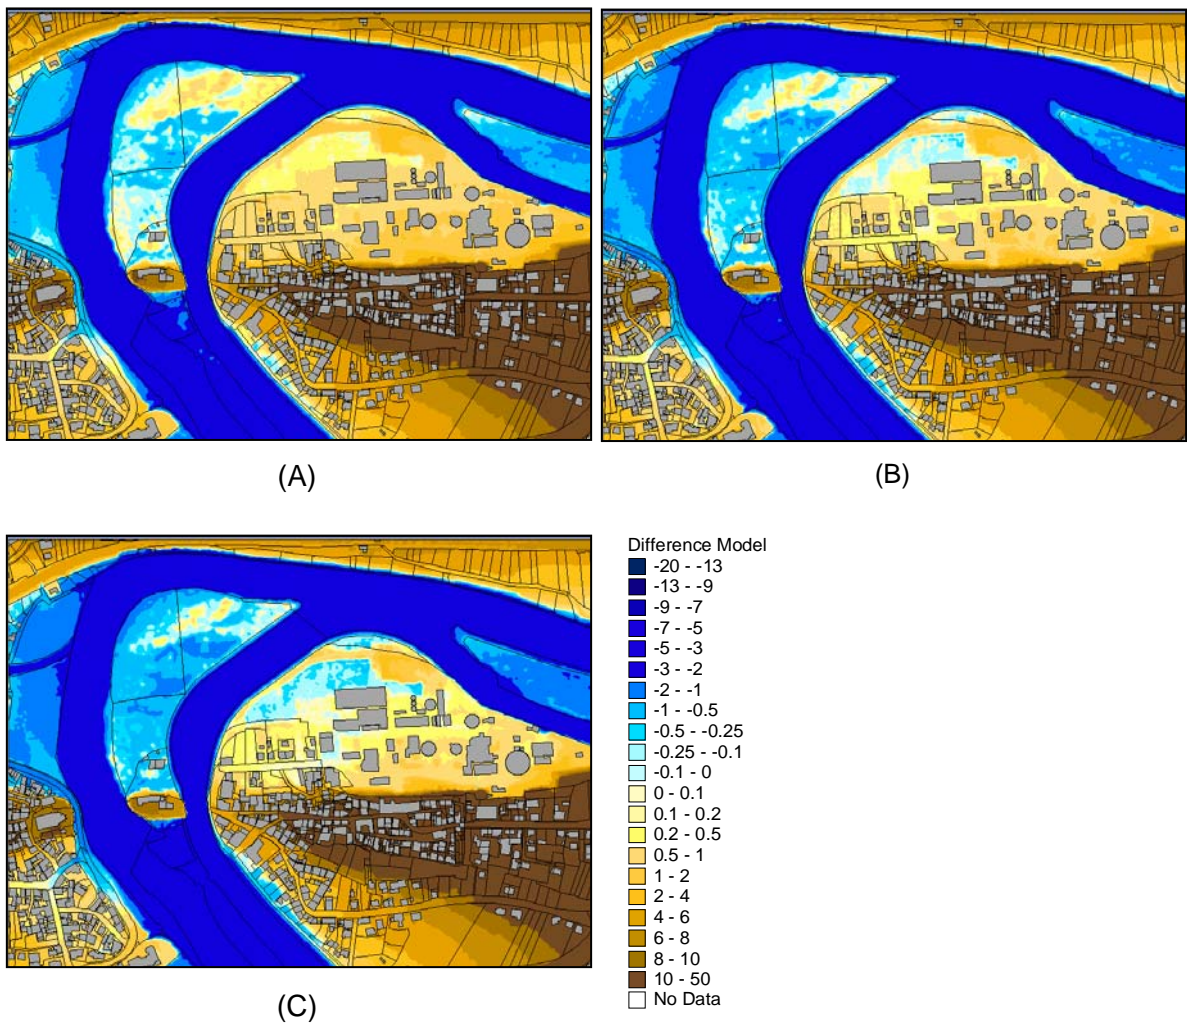 (A)
(B)
(C)
Difference Model
-20 - -13
-13 - -9
-9 - -7
-7 - -5
-5 - -3
-3 - -2
-2 - -1
-1 - -0.5
-0.5 - -0.25
-0.25 - -0.1
-0.1 - 0
0 - 0.1
0.1 - 0.2
0.2 - 0.5
0.5 - 1
1 - 2
2 - 4
4 - 6
6 - 8
8 - 10
10 - 50
No Data